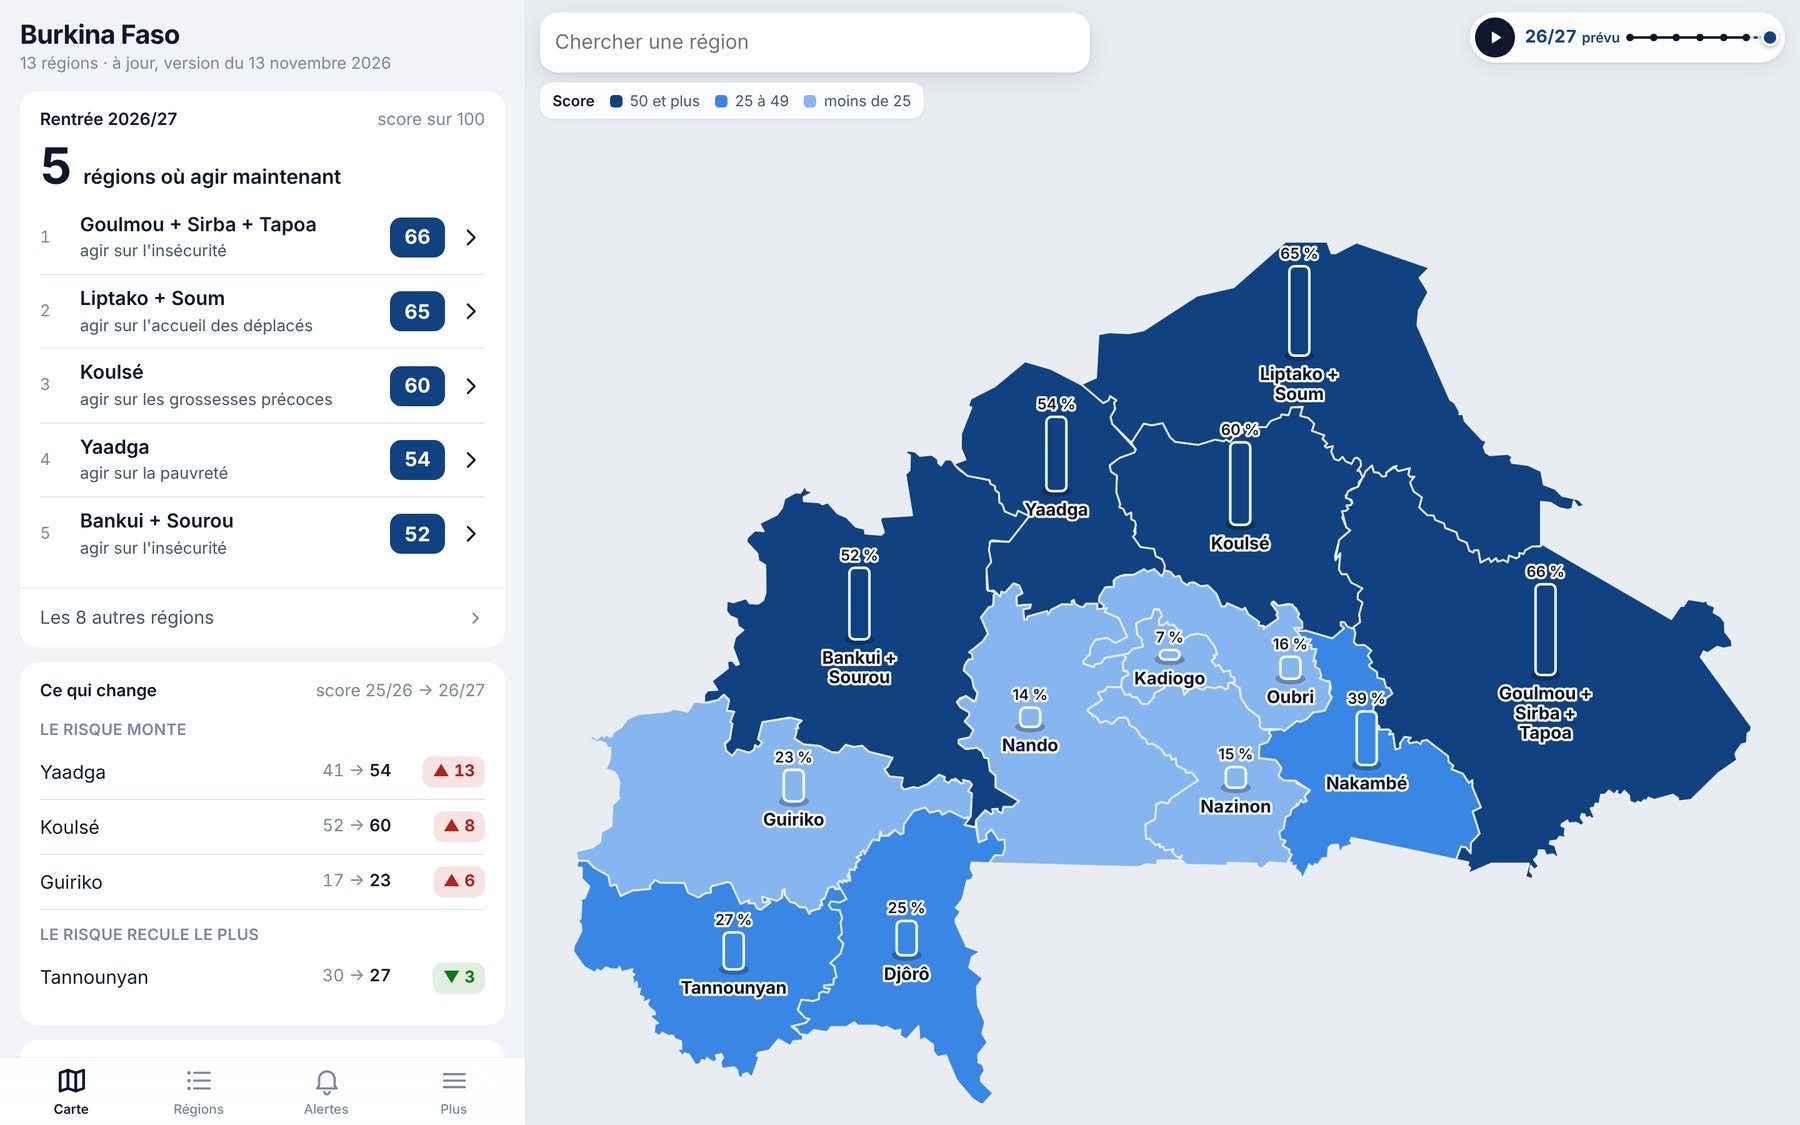 Burkina Faso
13 régions · à jour, version du 13 novembre 2026
Rentrée 2026/27
score sur 100
5 régions où agir maintenant
1
Goulmou + Sirba + Tapoa
agir sur l'insécurité
66
2
Liptako + Soum
agir sur l'accueil des déplacés
65
3
Koulsé
agir sur les grossesses précoces
60
4
Yaadga
agir sur la pauvreté
54
5
Bankui + Sourou
agir sur l'insécurité
52
Les 8 autres régions
Ce qui change
score 25/26 → 26/27
LE RISQUE MONTE
Yaadga 41 → 54 ▲ 13
Koulsé 52 → 60 ▲ 8
Guiriko 17 → 23 ▲ 6
LE RISQUE RECULE LE PLUS
Tannounyan 30 → 27 ▼ 3
Carte
Régions
Alertes
Plus
Chercher une région
26/27 prévu
Score
50 et plus
25 à 49
moins de 25
65 %
Liptako +
Soum
54 %
Yaadga
60 %
Koulsé
52 %
Bankui +
Sourou
66 %
Goulmou +
Sirba +
Tapoa
7 %
Kadiogo
16 %
Oubri
14 %
Nando
39 %
Nakambé
23 %
Guiriko
15 %
Nazinon
27 %
Tannounyan
25 %
Djôrô